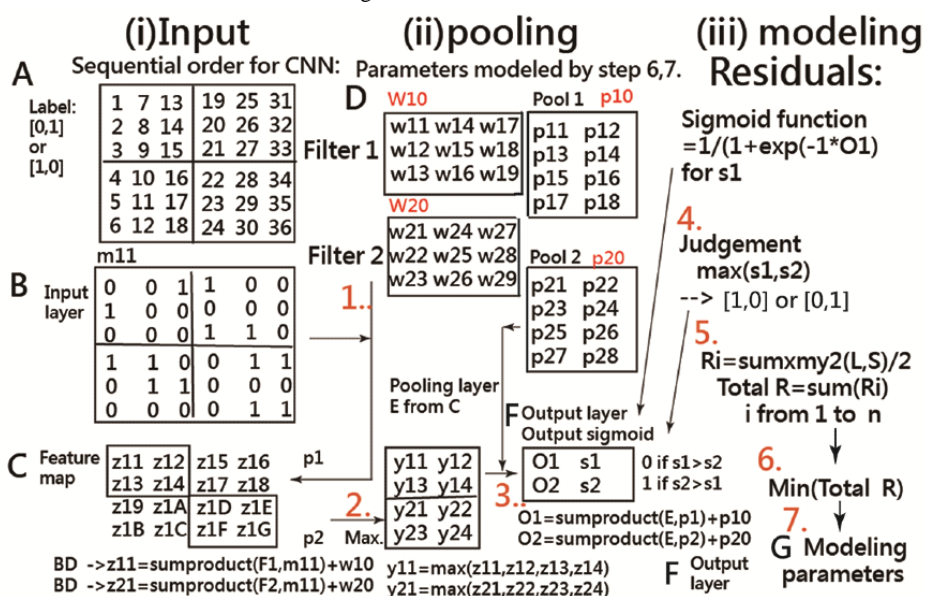 (i)Input
(ii)pooling
(iii) modeling
Sequential order for CNN:
Parameters modeled by step 6,7.
Residuals:
A
Label:
[0,1]
or
[1,0]
1 7 13 19 25 31
2 8 14 20 26 32
3 9 15 21 27 33
4 10 16 22 28 34
5 11 17 23 29 35
6 12 18 24 30 36
m11
B
Input
layer
0 0 1 1 0 0
1 0 0 0 0 0
0 0 0 1 1 0
1 1 0 0 1 1
0 1 1 0 0 1
0 0 0 0 1 1
1..
C
Feature
map
z11 z12 z15 z16
z13 z14 z17 z18
z19 z1A z1D z1E
z1B z1C z1F z1G
p1
2.
p2
Max.
BD ->z11=sumproduct(F1,m11)+w10
BD ->z21=sumproduct(F2,m11)+w20
D
W10
Filter 1
w11 w14 w17
w12 w15 w18
w13 w16 w19
W20
Filter 2
w21 w24 w27
w22 w25 w28
w23 w26 w29
Pool 1 p10
p11 p12
p13 p14
p15 p16
p17 p18
Pool 2 p20
p21 p22
p23 p24
p25 p26
p27 p28
Pooling layer
E from C
y11 y12
y13 y14
y21 y22
y23 y24
y11=max(z11,z12,z13,z14)
y21=max(z21,z22,z23,z24)
3..
F
Output layer
Output sigmoid
O1 s1
O2 s2
0 if s1>s2
1 if s2>s1
O1=sumproduct(E,p1)+p10
O2=sumproduct(E,p2)+p20
F Output
layer
Sigmoid function
=1/(1+exp(-1*O1)
for s1
4.
Judgement
max(s1,s2)
--> [1,0] or [0,1]
5.
Ri=sumxmy2(L,S)/2
Total R=sum(Ri)
i from 1 to n
6.
Min(Total R)
7.
G Modeling
parameters